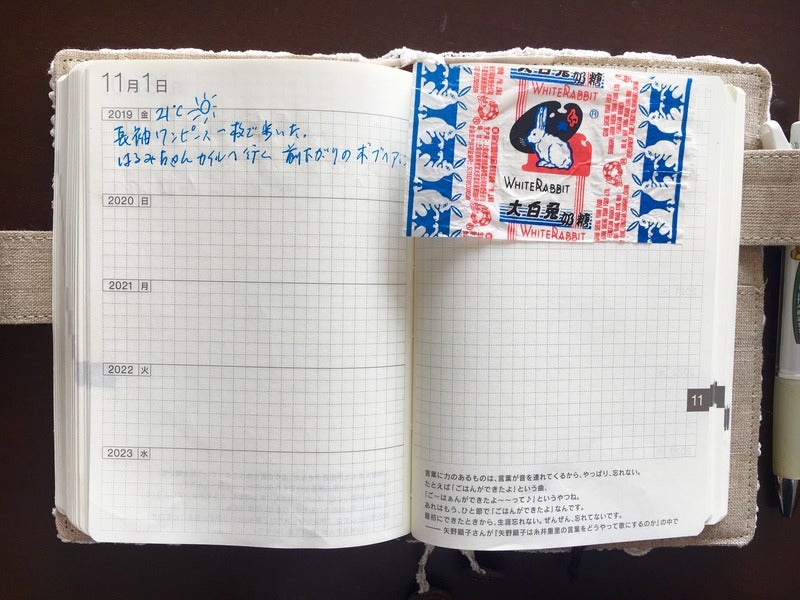 11月1日
2019 金 21℃
長袖ワンピース一枚で歩いた。
はるみちゃん カイルへ行く 前下がりのボブヘア
2020 日
2021 月
2022 火
2023 水
大白兔奶糖
WHITE RABBIT
®
WHITE RABBIT
大白兔奶糖
WHITE RABBIT
11
言葉に力のあるものは、言葉が音を連れてくるから、やっぱり、忘れない。
たとえば「ごはんができたよ」という曲、
「ご〜はぁんができたよ〜〜って♪」というやつね。
あれはもう、ひと節で「ごはんができたよ」なんです。
最初にできたときから、生涯忘れない。ぜんぜん、忘れてないです。
―― 矢野顕子さんが『矢野顕子は糸井重里の言葉をどうやって歌にするのか』の中で